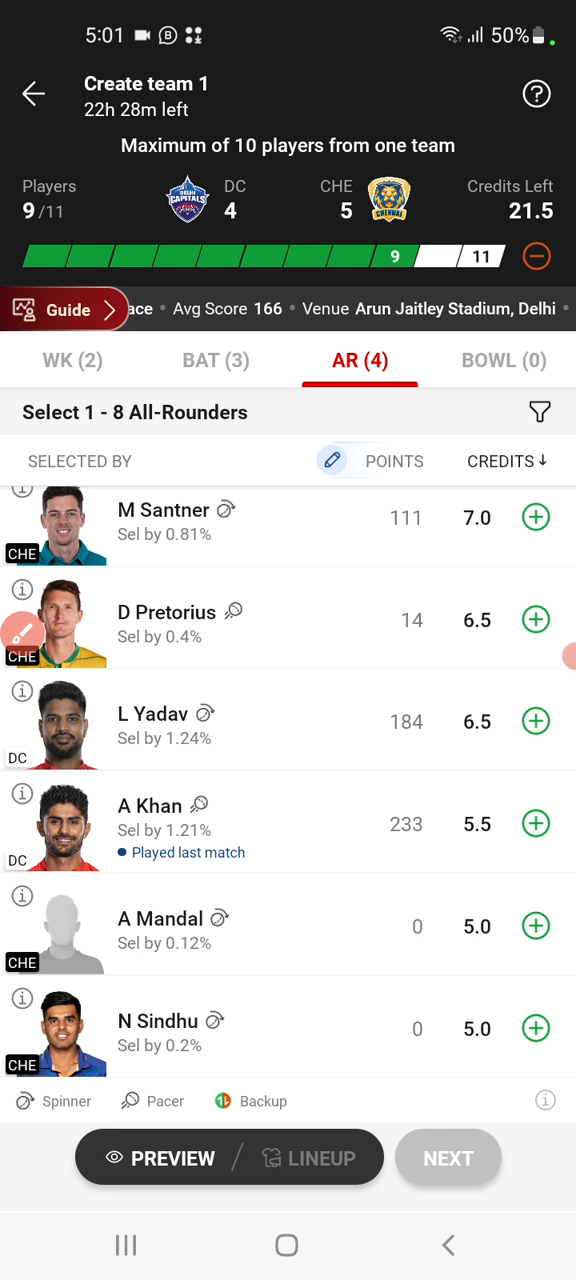 5:01 B 50%
Create team 1
22h 28m left
?
Maximum of 10 players from one team
Players DC CHE Credits Left
9/11 4 5 21.5
DELHI CAPITALS
CHENNAI
9 11
Guide ace • Avg Score 166 • Venue Arun Jaitley Stadium, Delhi •
WK (2) BAT (3) AR (4) BOWL (0)
Select 1 - 8 All-Rounders
SELECTED BY POINTS CREDITS↓
M Santner 111 7.0
Sel by 0.81%
CHE
D Pretorius 14 6.5
Sel by 0.4%
CHE
L Yadav 184 6.5
Sel by 1.24%
DC
A Khan 233 5.5
Sel by 1.21%
• Played last match
DC
A Mandal 0 5.0
Sel by 0.12%
CHE
N Sindhu 0 5.0
Sel by 0.2%
CHE
Spinner Pacer Backup
PREVIEW / LINEUP NEXT